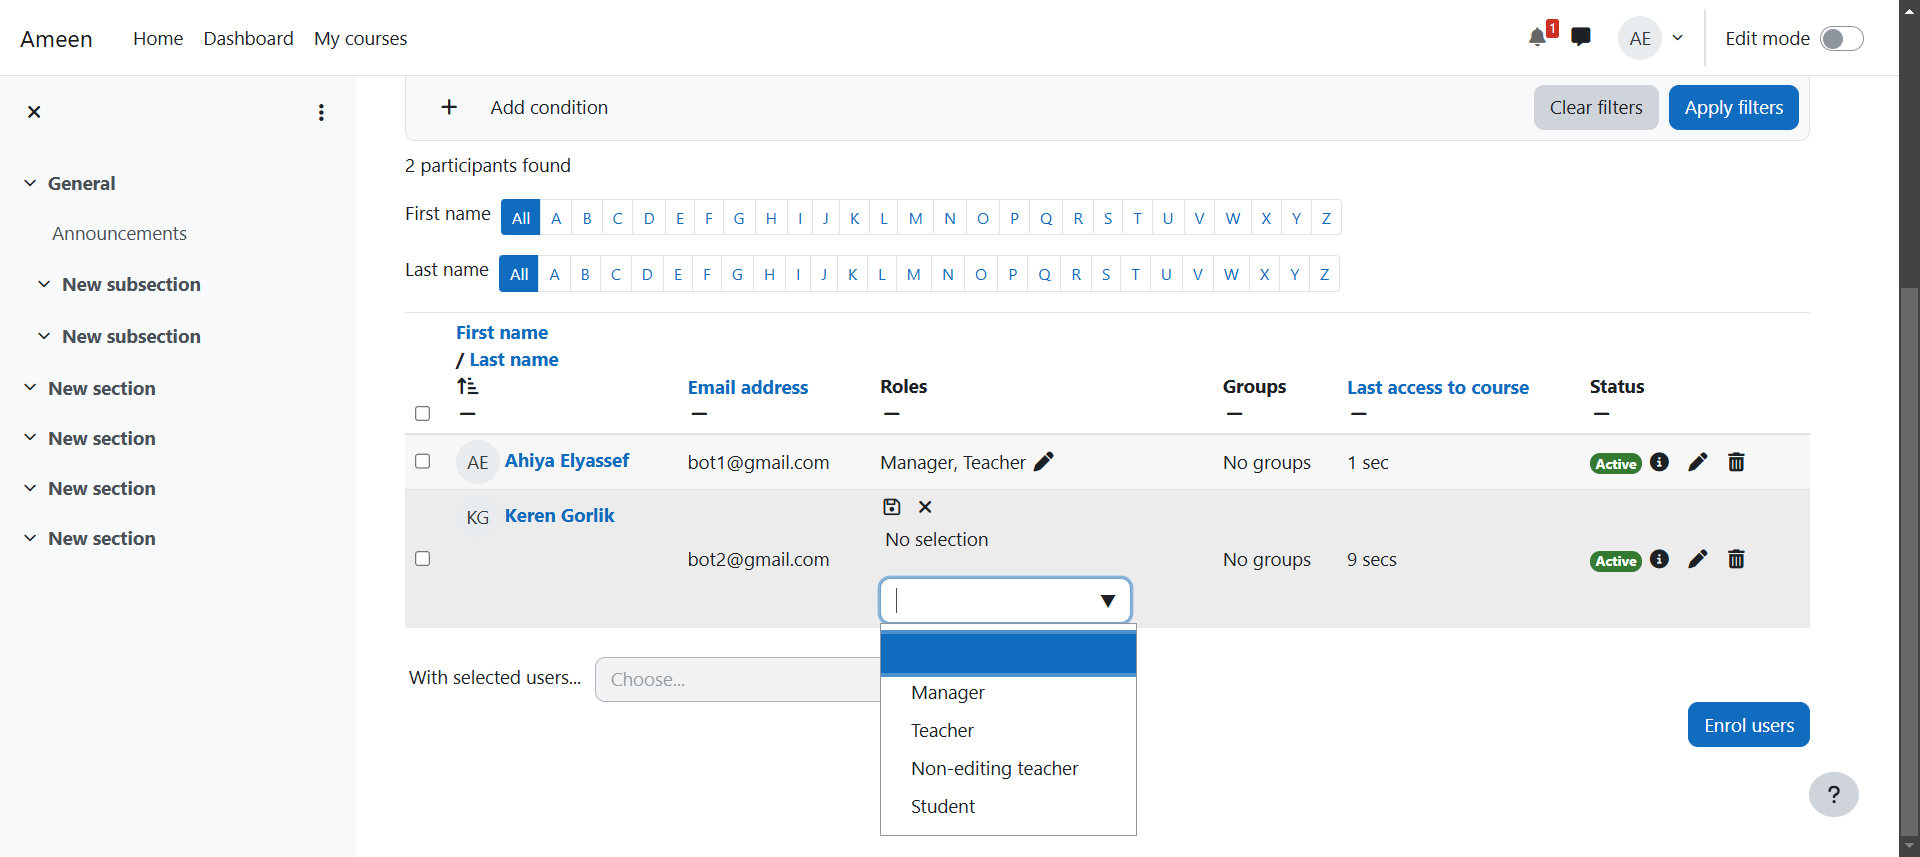 Ameen Home Dashboard My courses 1 AE Edit mode
General
Announcements
New subsection
New subsection
New section
New section
New section
New section
Add condition Clear filters Apply filters
2 participants found
First name All A B C D E F G H I J K L M N O P Q R S T U V W X Y Z
Last name All A B C D E F G H I J K L M N O P Q R S T U V W X Y Z
First name
/ Last name
Email address Roles Groups Last access to course Status
AE Ahiya Elyassef bot1@gmail.com Manager, Teacher No groups 1 sec Active
KG Keren Gorlik
No selection
bot2@gmail.com No groups 9 secs Active
With selected users... Choose...
Manager
Teacher
Non-editing teacher
Student
Enrol users
?